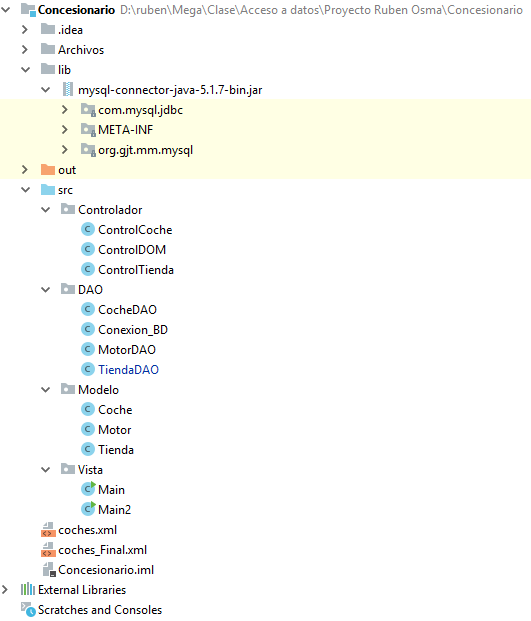 Concesionario D:\ruben\Mega\Clase\Acceso a datos\Proyecto Ruben Osma\Concesionario
.idea
Archivos
lib
mysql-connector-java-5.1.7-bin.jar
com.mysql.jdbc
META-INF
org.gjt.mm.mysql
out
src
Controlador
ControlCoche
ControlDOM
ControlTienda
DAO
CocheDAO
Conexion_BD
MotorDAO
TiendaDAO
Modelo
Coche
Motor
Tienda
Vista
Main
Main2
coches.xml
coches_Final.xml
Concesionario.iml
External Libraries
Scratches and Consoles